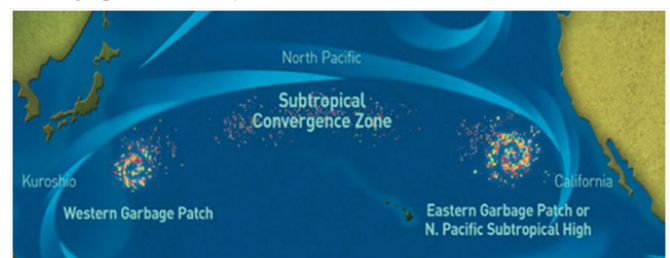 North Pacific
Subtropical
Convergence Zone
Kuroshio
California
Western Garbage Patch
Eastern Garbage Patch or
N. Pacific Subtropical High